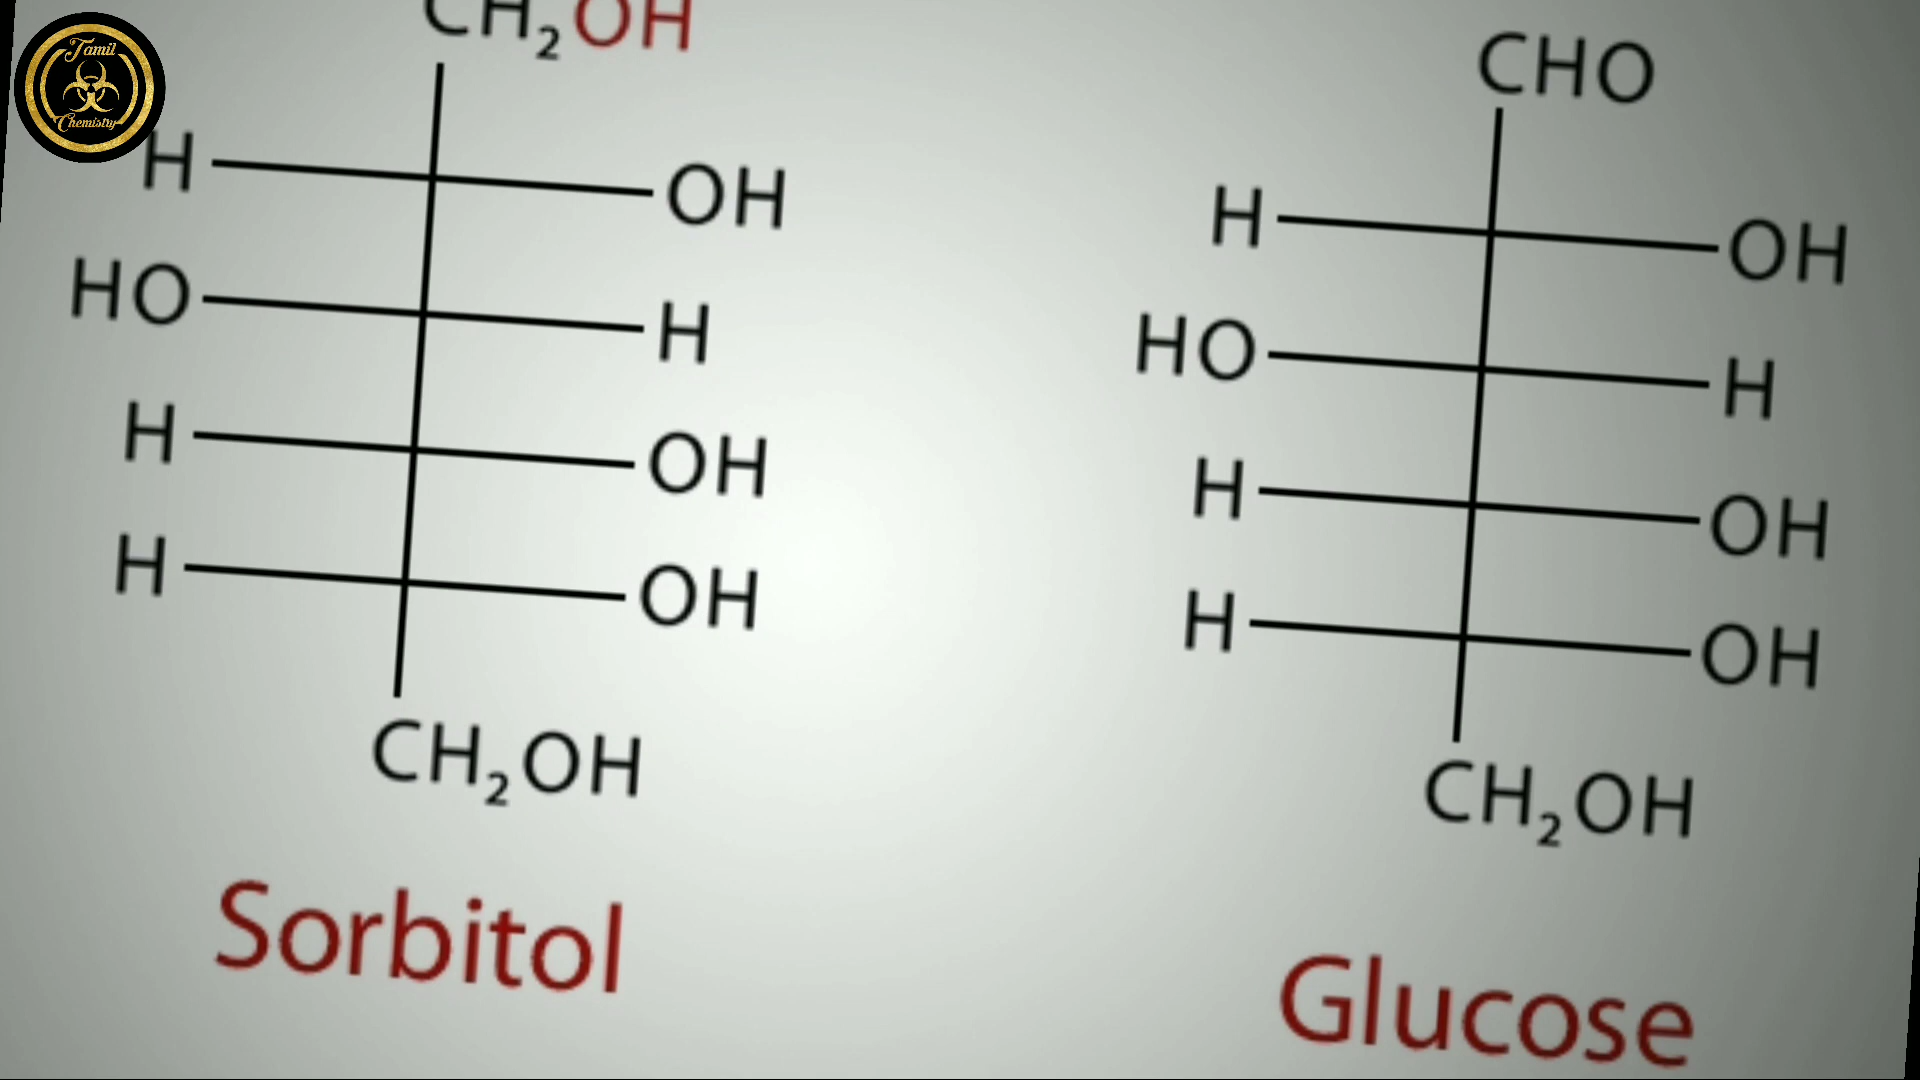 Tamil
Chemistry
CH₂OH
H OH
HO H
H OH
H OH
CH₂OH
Sorbitol
CHO
H OH
HO H
H OH
H OH
CH₂OH
Glucose